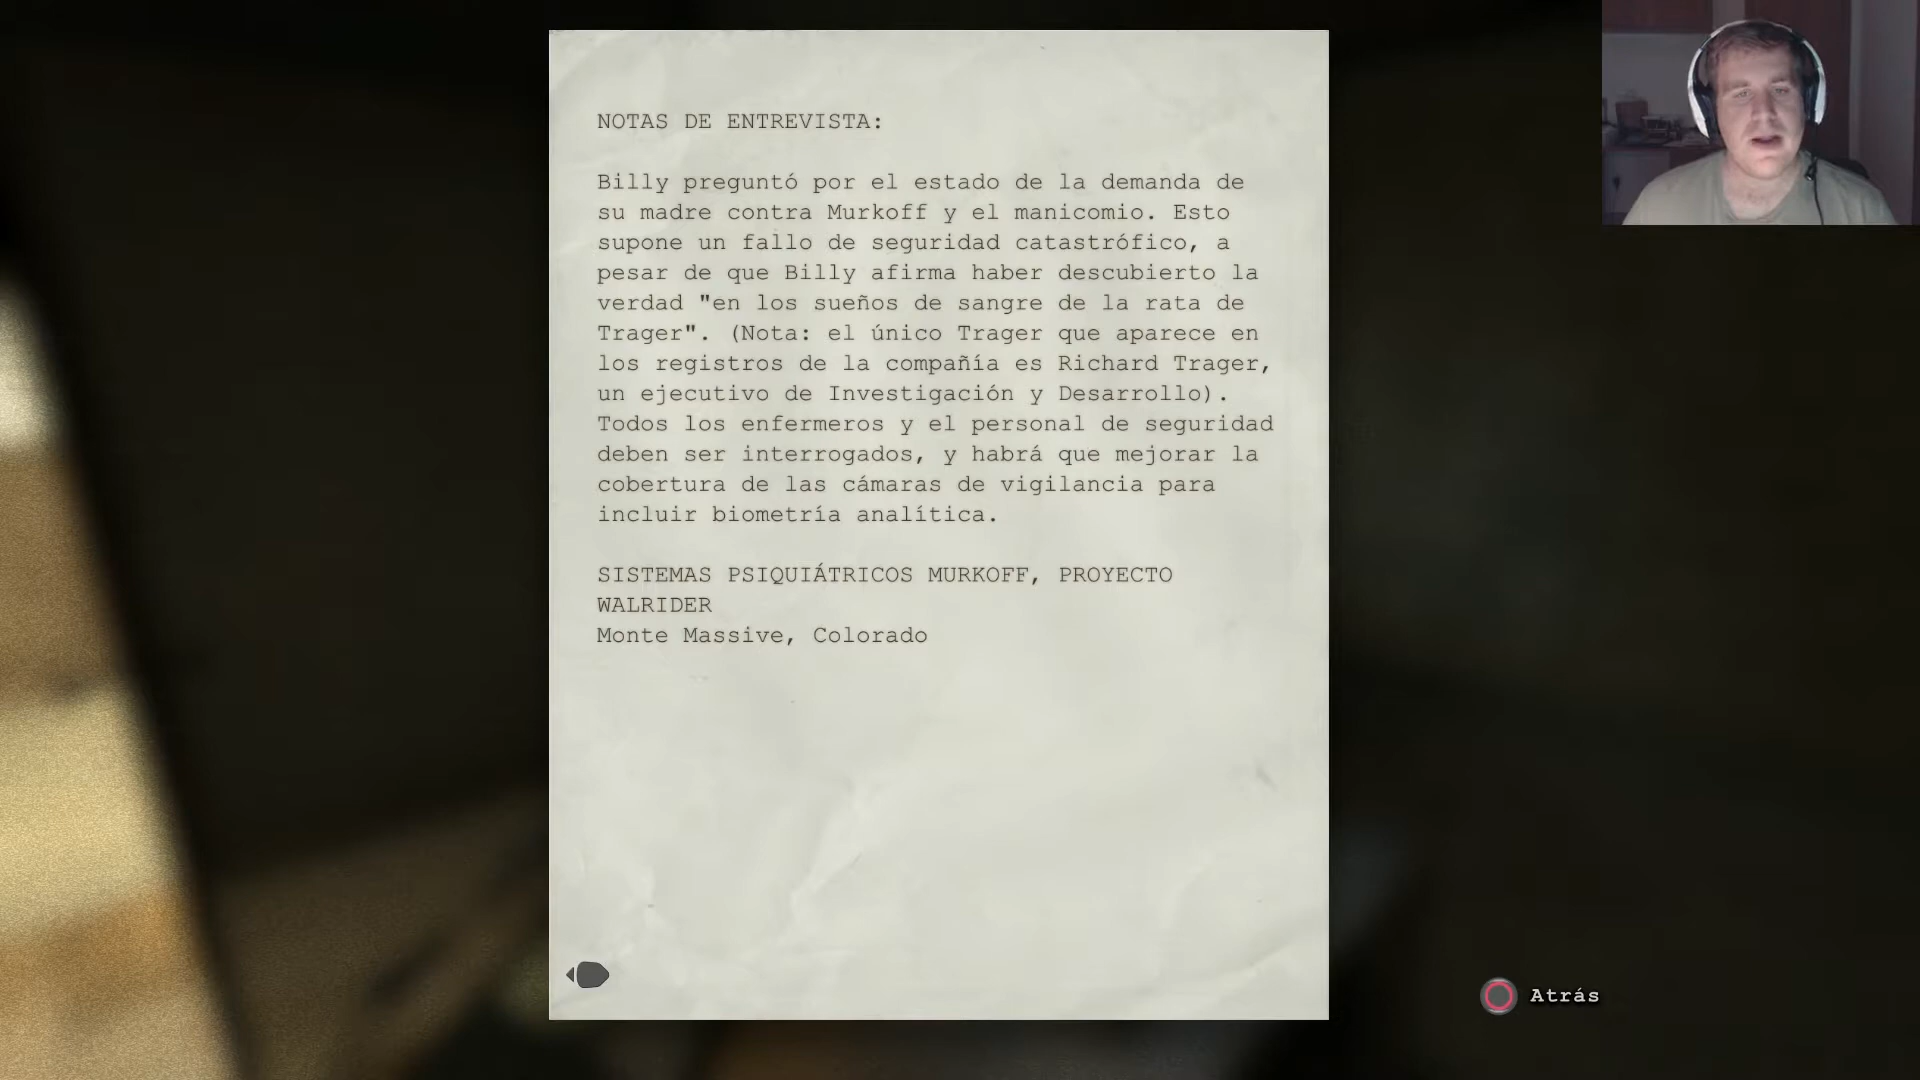 NOTAS DE ENTREVISTA:
Billy preguntó por el estado de la demanda de
su madre contra Murkoff y el manicomio. Esto
supone un fallo de seguridad catastrófico, a
pesar de que Billy afirma haber descubierto la
verdad "en los sueños de sangre de la rata de
Trager". (Nota: el único Trager que aparece en
los registros de la compañía es Richard Trager,
un ejecutivo de Investigación y Desarrollo).
Todos los enfermeros y el personal de seguridad
deben ser interrogados, y habrá que mejorar la
cobertura de las cámaras de vigilancia para
incluir biometría analítica.
SISTEMAS PSIQUIÁTRICOS MURKOFF, PROYECTO
WALRIDER
Monte Massive, Colorado
Atrás